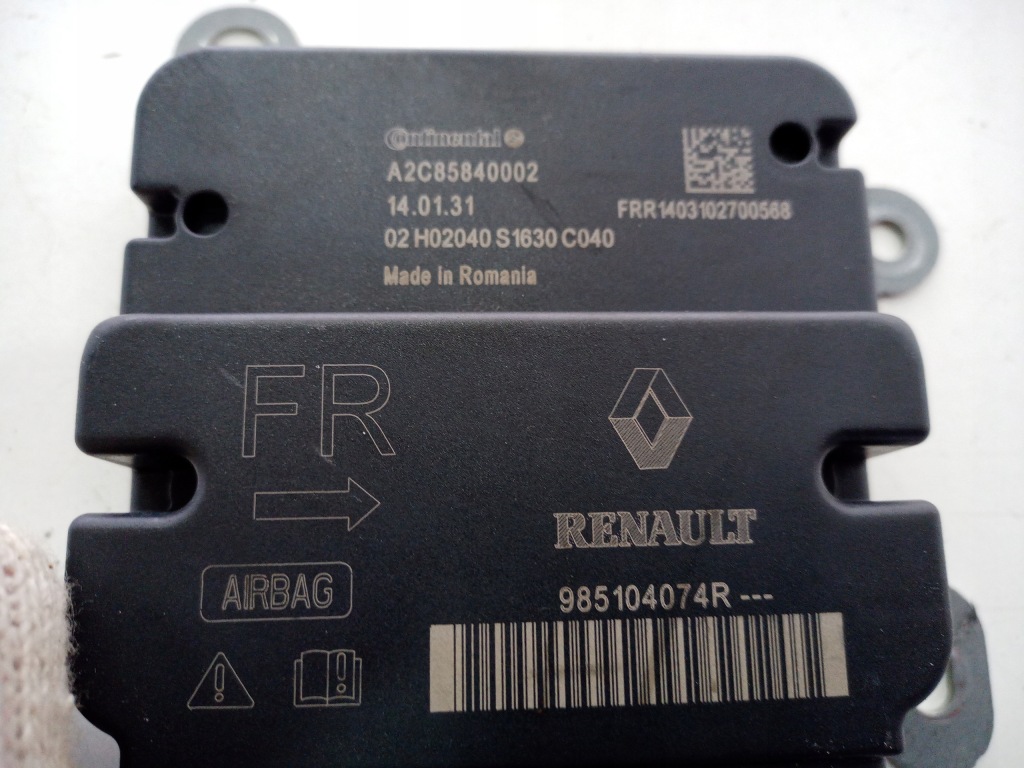 Continental
A2C85840002
14.01.31
FRR1403102700568
02 H02040 S1630 C040
Made in Romania
FR
RENAULT
AIRBAG
985104074R ---